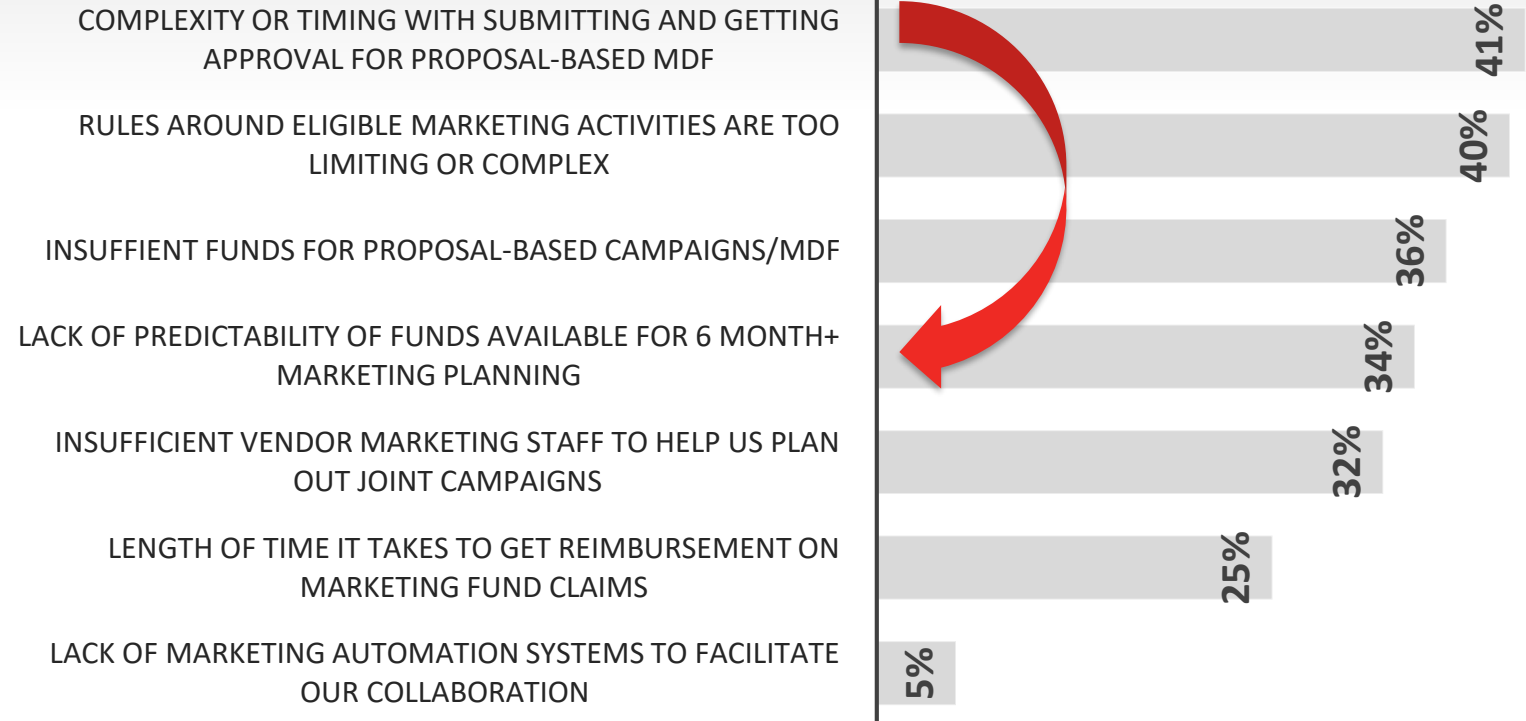 COMPLEXITY OR TIMING WITH SUBMITTING AND GETTING
APPROVAL FOR PROPOSAL-BASED MDF
41%
RULES AROUND ELIGIBLE MARKETING ACTIVITIES ARE TOO
LIMITING OR COMPLEX
40%
INSUFFIENT FUNDS FOR PROPOSAL-BASED CAMPAIGNS/MDF
36%
LACK OF PREDICTABILITY OF FUNDS AVAILABLE FOR 6 MONTH+
MARKETING PLANNING
34%
INSUFFICIENT VENDOR MARKETING STAFF TO HELP US PLAN
OUT JOINT CAMPAIGNS
32%
LENGTH OF TIME IT TAKES TO GET REIMBURSEMENT ON
MARKETING FUND CLAIMS
25%
LACK OF MARKETING AUTOMATION SYSTEMS TO FACILITATE
OUR COLLABORATION
5%